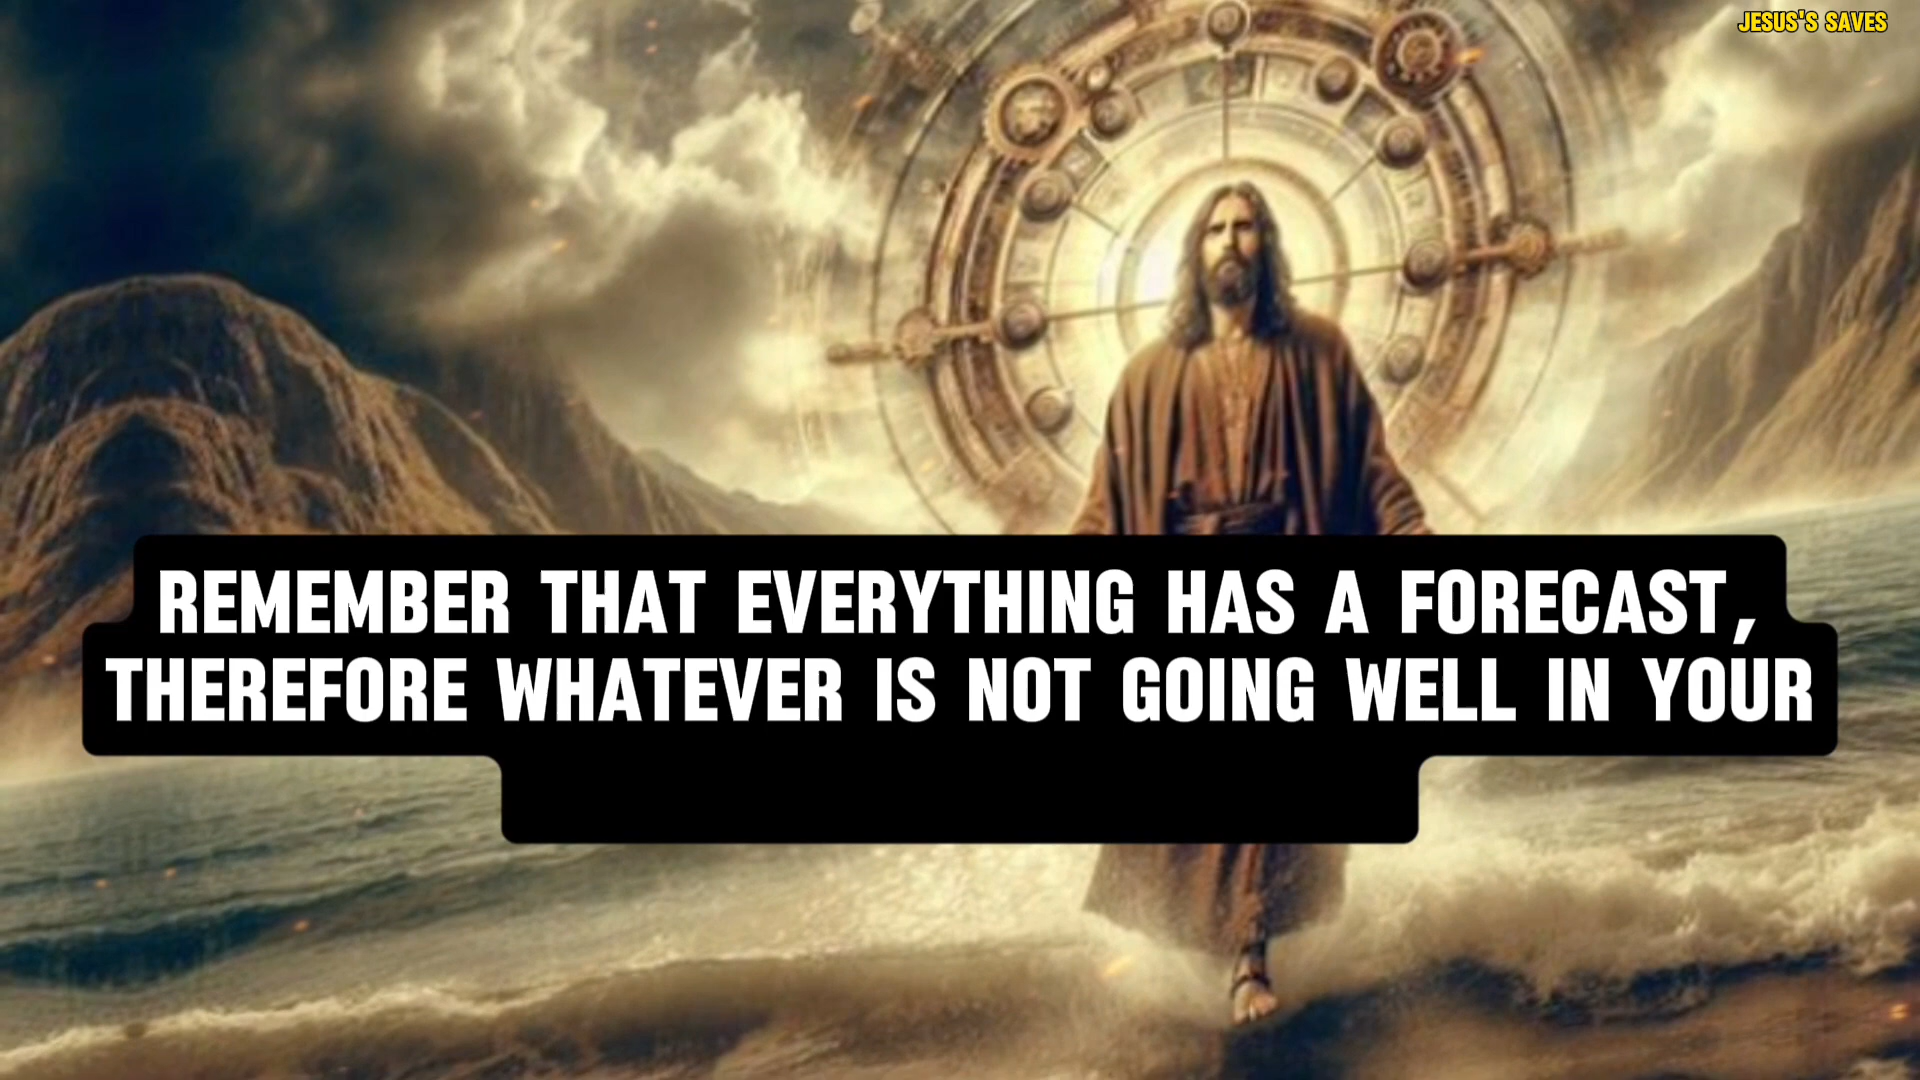 JESUS'S SAVES
REMEMBER THAT EVERYTHING HAS A FORECAST,
THEREFORE WHATEVER IS NOT GOING WELL IN YOUR